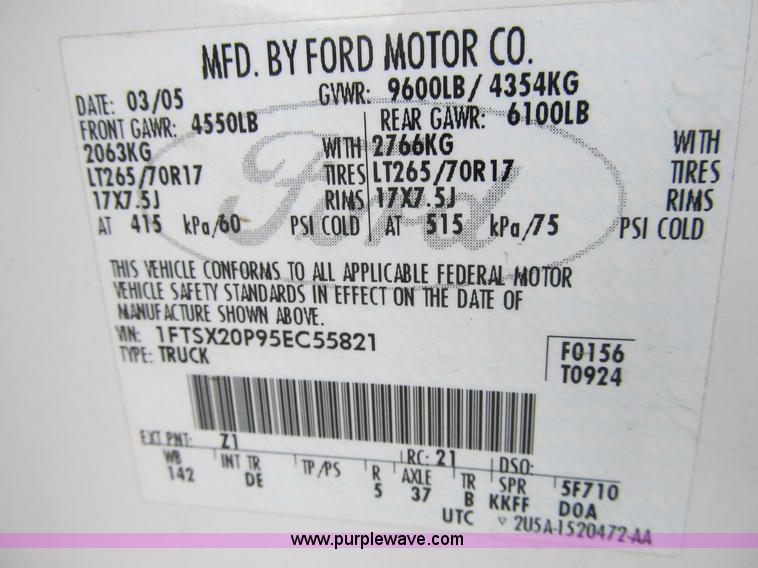 MFD. BY FORD MOTOR CO.
DATE: 03/05 GVWR: 9600LB/ 4354KG
FRONT GAWR: 4550LB REAR GAWR: 6100LB
2063KG WITH 2766KG WITH
LT265/70R17 TIRES LT265/70R17 TIRES
17X7.5J RIMS 17X7.5J RIMS
AT 415 kPa/60 PSI COLD AT 515 kPa/75 PSI COLD
Ford
THIS VEHICLE CONFORMS TO ALL APPLICABLE FEDERAL MOTOR
VEHICLE SAFETY STANDARDS IN EFFECT ON THE DATE OF
MANUFACTURE SHOWN ABOVE.
VIN: 1FTSX20P95EC55821
TYPE: TRUCK
F0156
T0924
EXT PNT: Z1 RC: 21 DSO:
WB INT TR TP/PS R AXLE TR SPR 5F710
142 DE 5 37 B KKFF DOA
UTC ▽ 2U5A-1520472-AA
www.purplewave.com